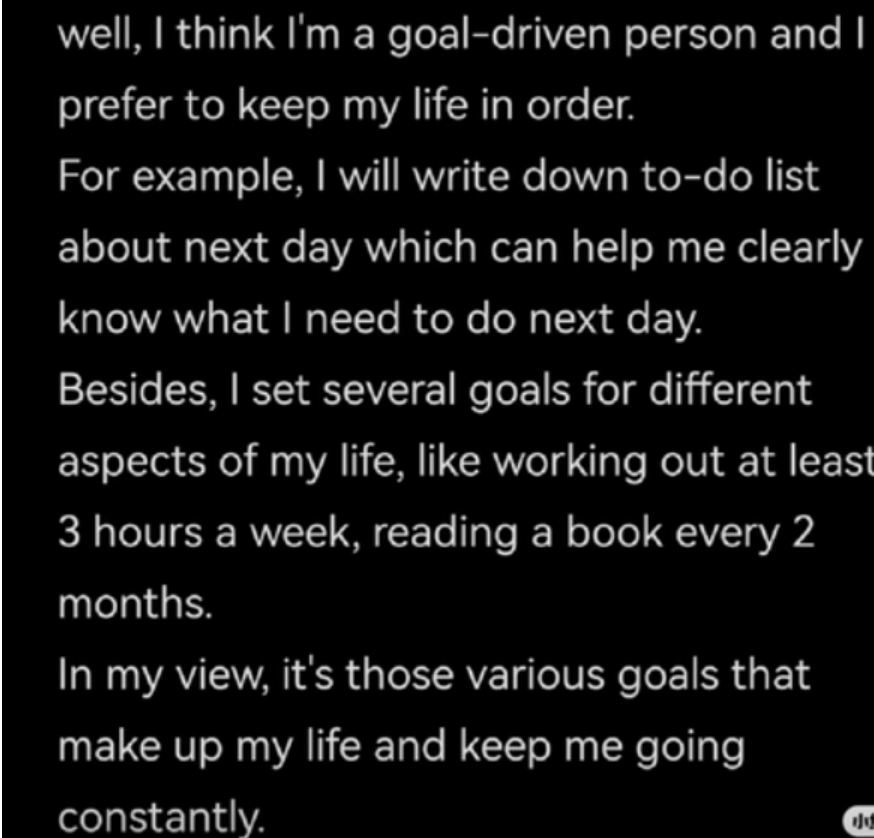 well, I think I'm a goal-driven person and I
prefer to keep my life in order.
For example, I will write down to-do list
about next day which can help me clearly
know what I need to do next day.
Besides, I set several goals for different
aspects of my life, like working out at least
3 hours a week, reading a book every 2
months.
In my view, it's those various goals that
make up my life and keep me going
constantly.